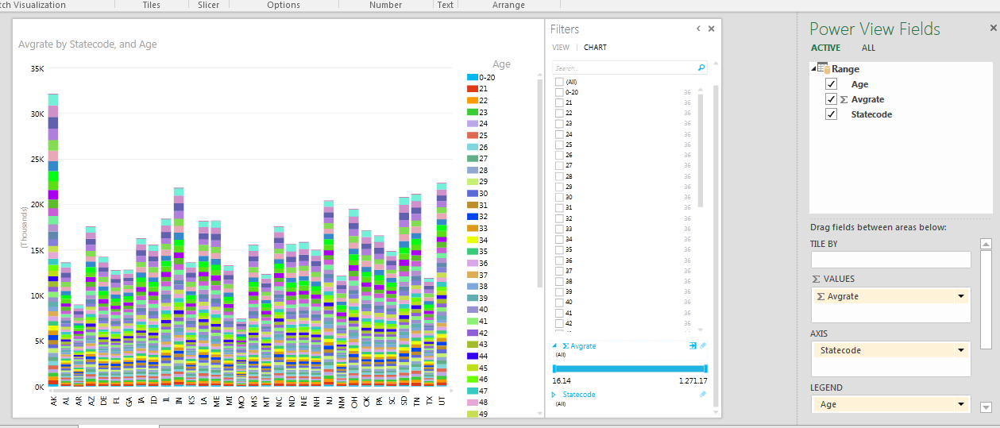 tch Visualization
Tiles
Slicer
Options
Number
Text
Arrange
Avgrate by Statecode, and Age
35K
30K
25K
20K
15K
10K
5K
0K
(Thousands)
AK AL AR AZ DE FL GA IA ID IL IN KS LA ME MI MO MS MT NC ND NE NH NJ NM OH OK PA SC SD TN TX UT
Age
0-20
21
22
23
24
25
26
27
28
29
30
31
32
33
34
35
36
37
38
39
40
41
42
43
44
45
46
47
48
49
Filters
VIEW CHART
Search...
(All)
0-20 36
21 36
22 36
23 36
24 36
25 36
26 36
27 36
28 36
29 36
30 36
31 36
32 36
33 36
34 36
35 36
36 36
37 36
38 36
39 36
40 36
41 36
42 36
Σ Avgrate
(All)
16.14 1.271.17
Statecode
(All)
Power View Fields
ACTIVE ALL
Range
Age
Σ Avgrate
Statecode
Drag fields between areas below:
TILE BY
Σ VALUES
Σ Avgrate
AXIS
Statecode
LEGEND
Age